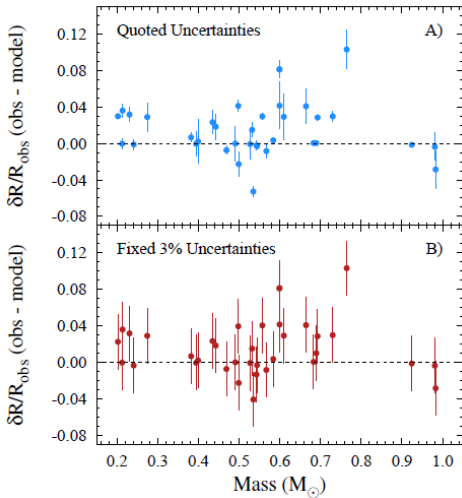 Quoted Uncertainties
A)
δR/R_obs (obs - model)
0.12
0.08
0.04
0.00
-0.04
-0.08
Fixed 3% Uncertainties
B)
δR/R_obs (obs - model)
0.12
0.08
0.04
0.00
-0.04
-0.08
0.2 0.3 0.4 0.5 0.6 0.7 0.8 0.9 1.0
Mass (M☉)